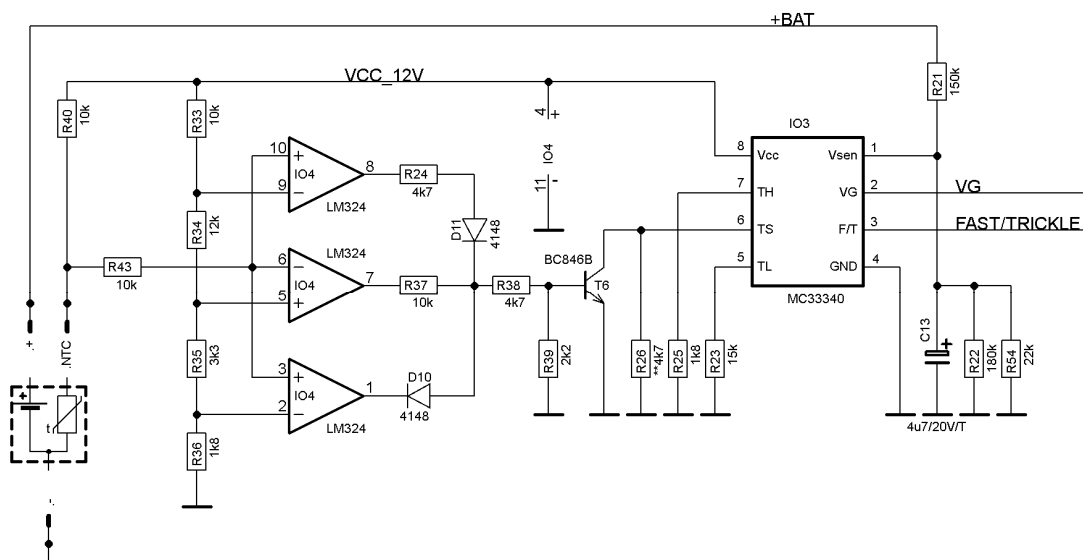 +BAT
VCC_12V
R40
10k
R33
10k
4
+
IO4
11
-
R21
150k
IO3
10
+
9
-
IO4
8
LM324
R24
4k7
D11
4148
8
Vcc
Vsen
1
7
TH
VG
2
VG
6
TS
F/T
3
FAST/TRICKLE
5
TL
GND
4
MC33340
R34
12k
R43
10k
LM324
6
-
5
+
IO4
7
R37
10k
R38
4k7
BC846B
T6
C13
+
R35
3k3
R39
2k2
R26
**4k7
R25
1k8
R23
15k
R22
180k
R54
22k
3
+
2
-
IO4
1
LM324
D10
4148
+.
.NTC
+
t
R36
1k8
4u7/20V/T